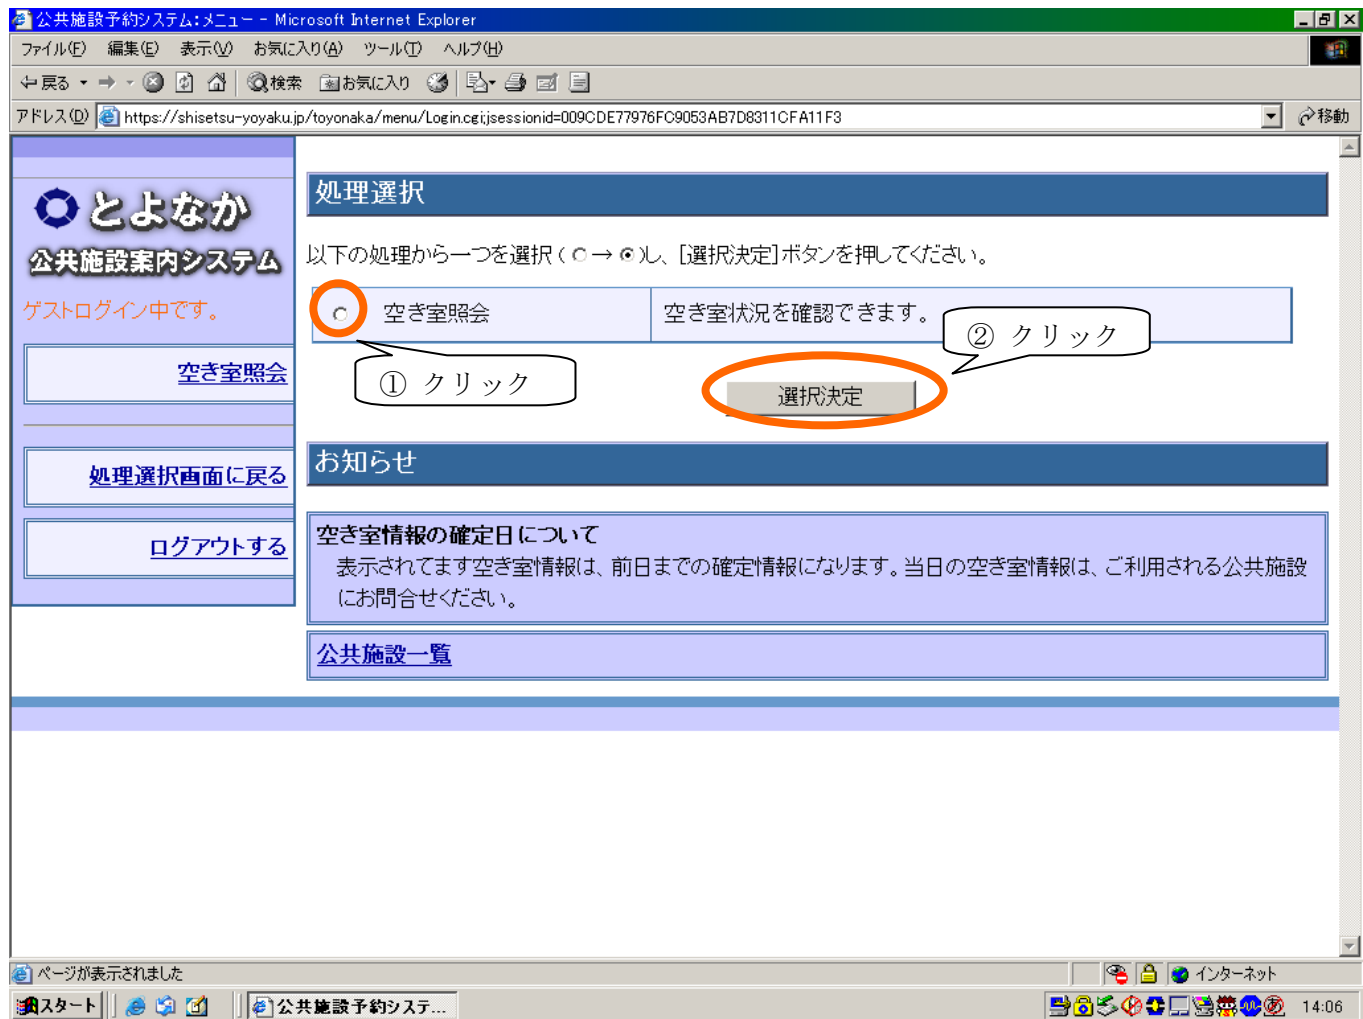 公共施設予約システム:メニュー - Microsoft Internet Explorer
ファイル(F) 編集(E) 表示(V) お気に入り(A) ツール(T) ヘルプ(H)
戻る 検索 お気に入り
アドレス(D) https://shisetsu-yoyaku.jp/toyonaka/menu/Login.cgi;jsessionid=009CDE77976FC9053AB7D8311CFA11F3 移動
とよなか
公共施設案内システム
ゲストログイン中です。
空き室照会
処理選択画面に戻る
ログアウトする
処理選択
以下の処理から一つを選択(○→◉)し、[選択決定]ボタンを押してください。
空き室照会 空き室状況を確認できます。
① クリック
② クリック
選択決定
お知らせ
空き室情報の確定日について
表示されてます空き室情報は、前日までの確定情報になります。当日の空き室情報は、ご利用される公共施設
にお問合せください。
公共施設一覧
ページが表示されました インターネット
スタート 公共施設予約システ... 14:06